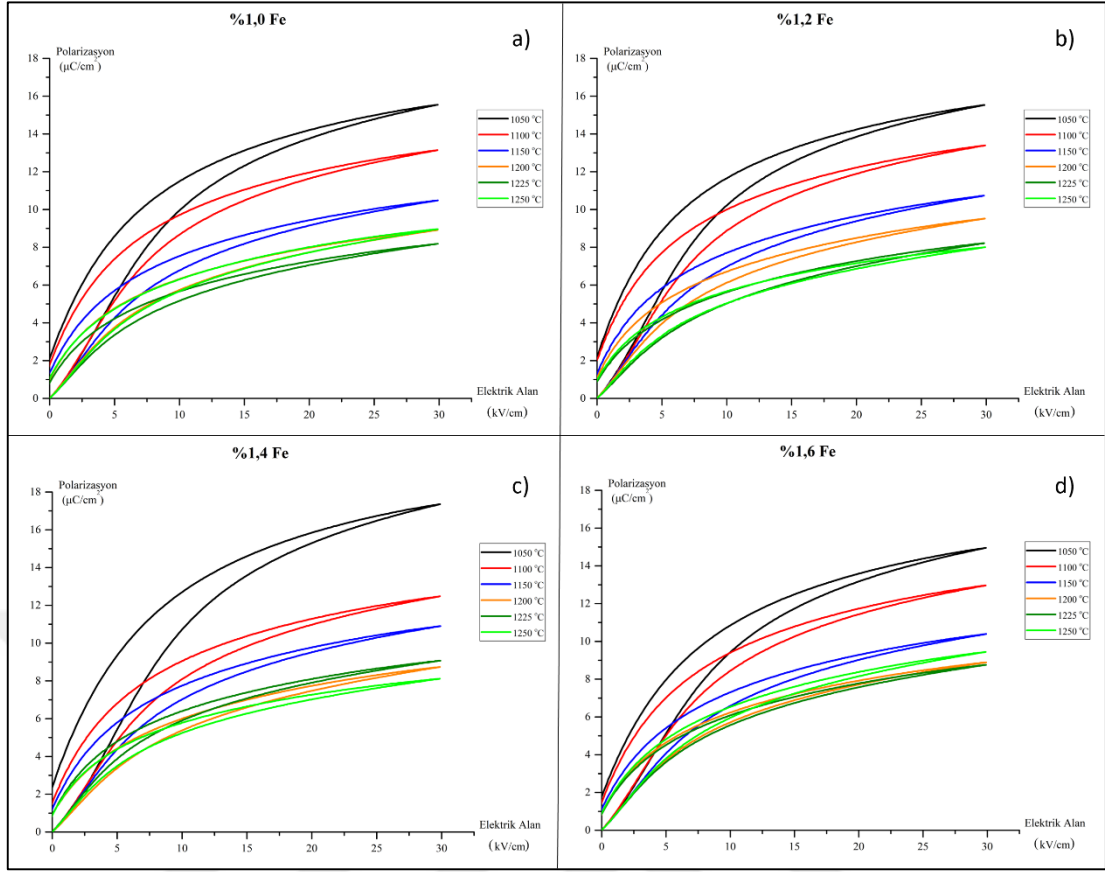 %1,0 Fe
a)
Polarizasyon
(μC/cm²)
18
16
14
12
10
8
6
4
2
0
1050 °C
1100 °C
1150 °C
1200 °C
1225 °C
1250 °C
Elektrik Alan
(kV/cm)
0 5 10 15 20 25 30
%1,2 Fe
b)
Polarizasyon
(μC/cm²)
18
16
14
12
10
8
6
4
2
0
1050 °C
1100 °C
1150 °C
1200 °C
1225 °C
1250 °C
Elektrik Alan
(kV/cm)
0 5 10 15 20 25 30
%1,4 Fe
c)
Polarizasyon
(μC/cm²)
18
16
14
12
10
8
6
4
2
0
1050 °C
1100 °C
1150 °C
1200 °C
1225 °C
1250 °C
Elektrik Alan
(kV/cm)
0 5 10 15 20 25 30
%1,6 Fe
d)
Polarizasyon
(μC/cm²)
18
16
14
12
10
8
6
4
2
0
1050 °C
1100 °C
1150 °C
1200 °C
1225 °C
1250 °C
Elektrik Alan
(kV/cm)
0 5 10 15 20 25 30